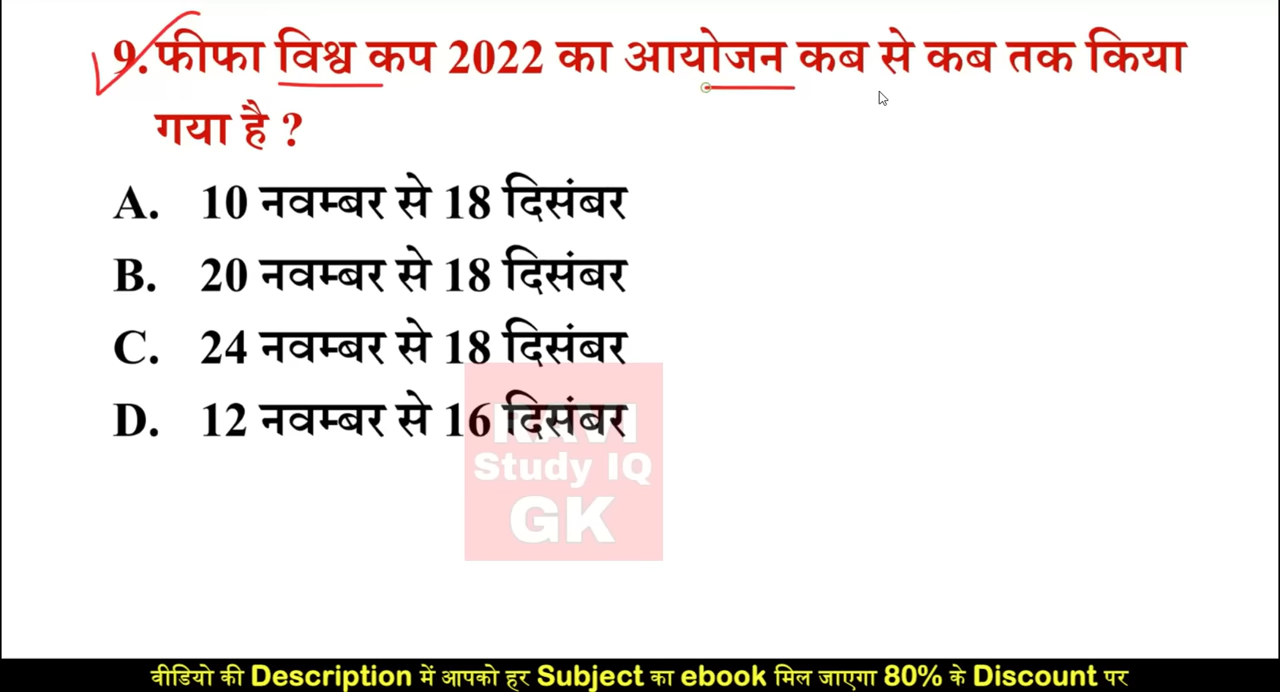 9. फीफा विश्व कप 2022 का आयोजन कब से कब तक किया
गया है ?
A. 10 नवम्बर से 18 दिसंबर
B. 20 नवम्बर से 18 दिसंबर
C. 24 नवम्बर से 18 दिसंबर
D. 12 नवम्बर से 16 दिसंबर
RAVI
Study IQ
GK
वीडियो की Description में आपको हर Subject का ebook मिल जाएगा 80% के Discount पर